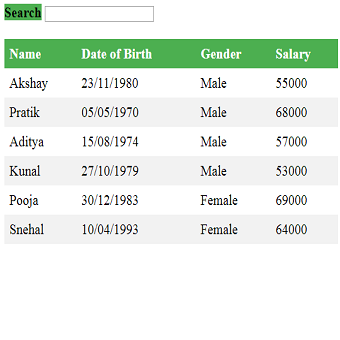 Search
Name Date of Birth Gender Salary
Akshay 23/11/1980 Male 55000
Pratik 05/05/1970 Male 68000
Aditya 15/08/1974 Male 57000
Kunal 27/10/1979 Male 53000
Pooja 30/12/1983 Female 69000
Snehal 10/04/1993 Female 64000